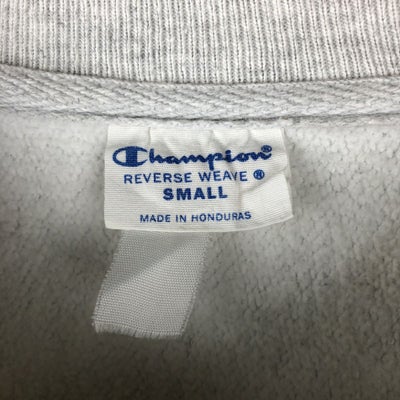 Champion®
REVERSE WEAVE®
SMALL
MADE IN HONDURAS